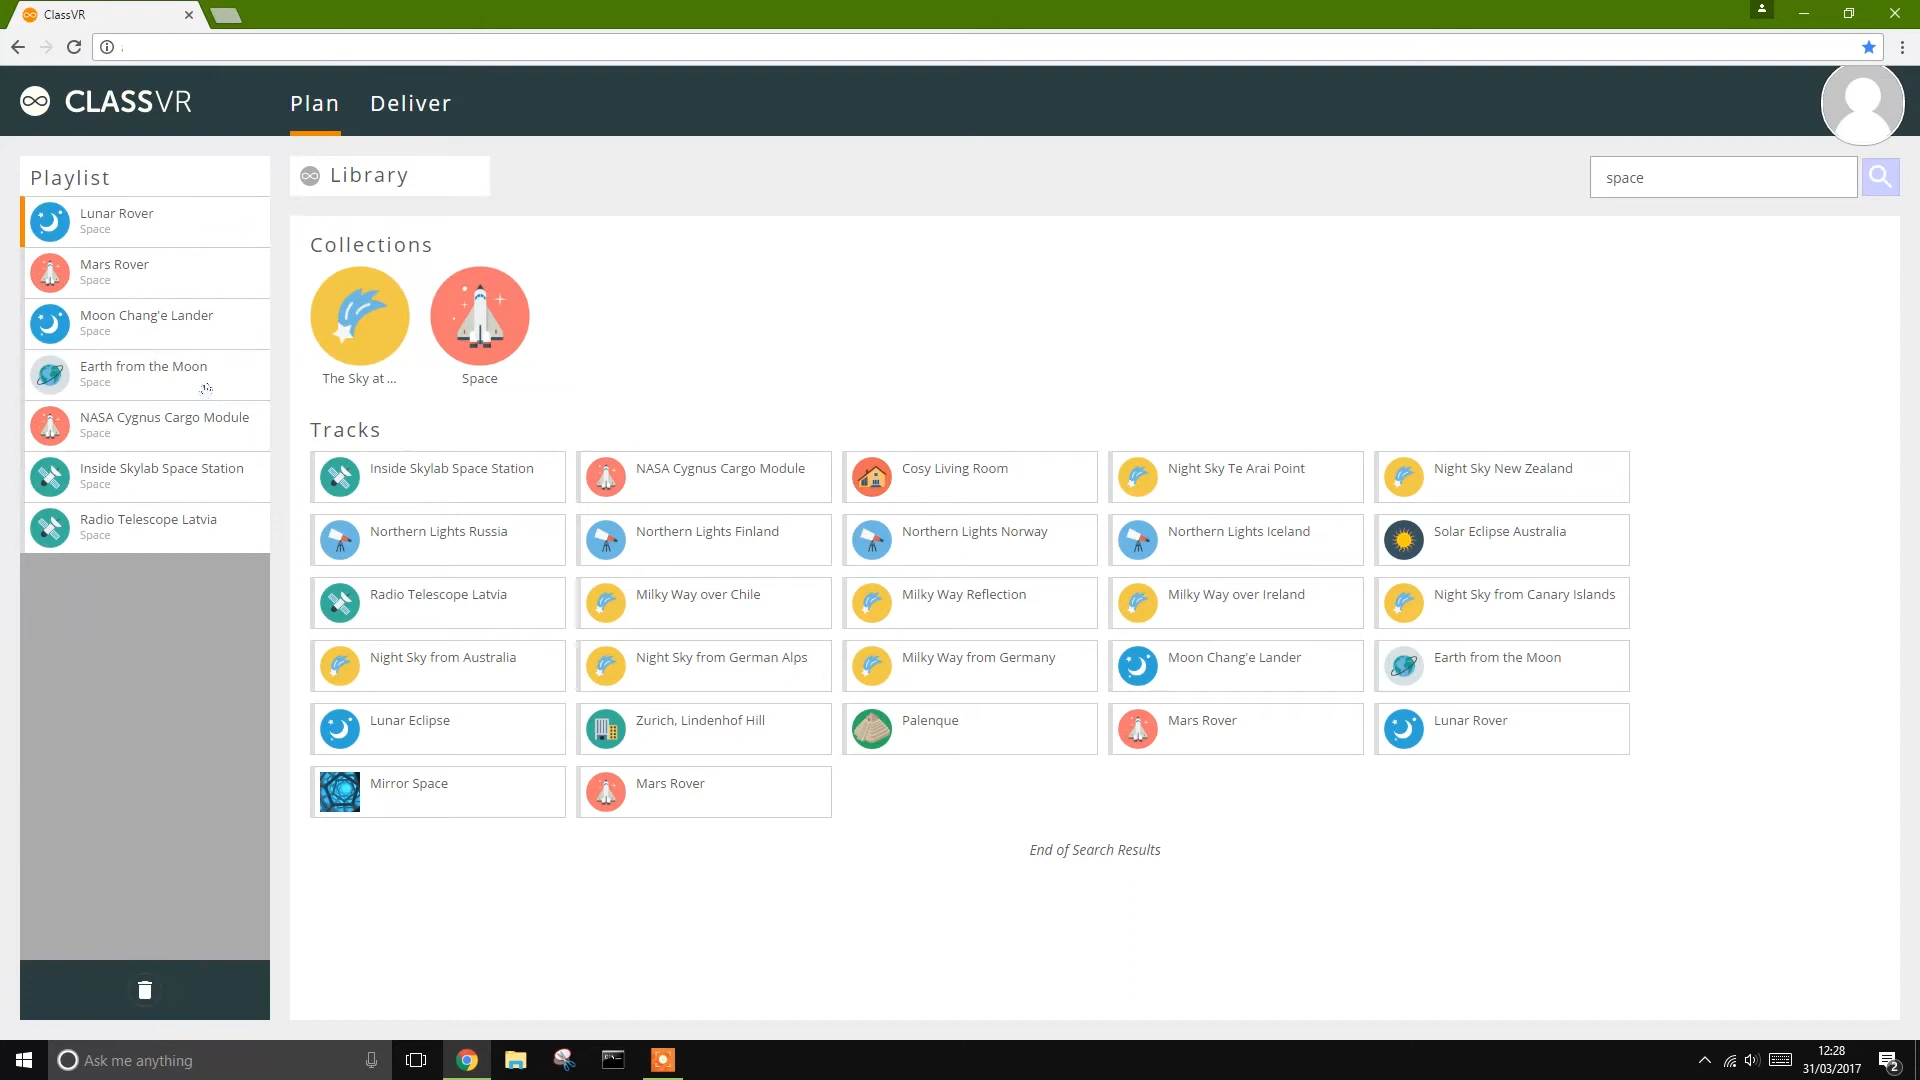 ClassVR
CLASSVR
Plan
Deliver
Playlist
Library
space
Lunar Rover
Space
Mars Rover
Space
Moon Chang'e Lander
Space
Earth from the Moon
Space
NASA Cygnus Cargo Module
Space
Inside Skylab Space Station
Space
Radio Telescope Latvia
Space
Collections
The Sky at ...
Space
Tracks
Inside Skylab Space Station
NASA Cygnus Cargo Module
Cosy Living Room
Night Sky Te Arai Point
Night Sky New Zealand
Northern Lights Russia
Northern Lights Finland
Northern Lights Norway
Northern Lights Iceland
Solar Eclipse Australia
Radio Telescope Latvia
Milky Way over Chile
Milky Way Reflection
Milky Way over Ireland
Night Sky from Canary Islands
Night Sky from Australia
Night Sky from German Alps
Milky Way from Germany
Moon Chang'e Lander
Earth from the Moon
Lunar Eclipse
Zurich, Lindenhof Hill
Palenque
Mars Rover
Lunar Rover
Mirror Space
Mars Rover
End of Search Results
Ask me anything
12:28
31/03/2017
2